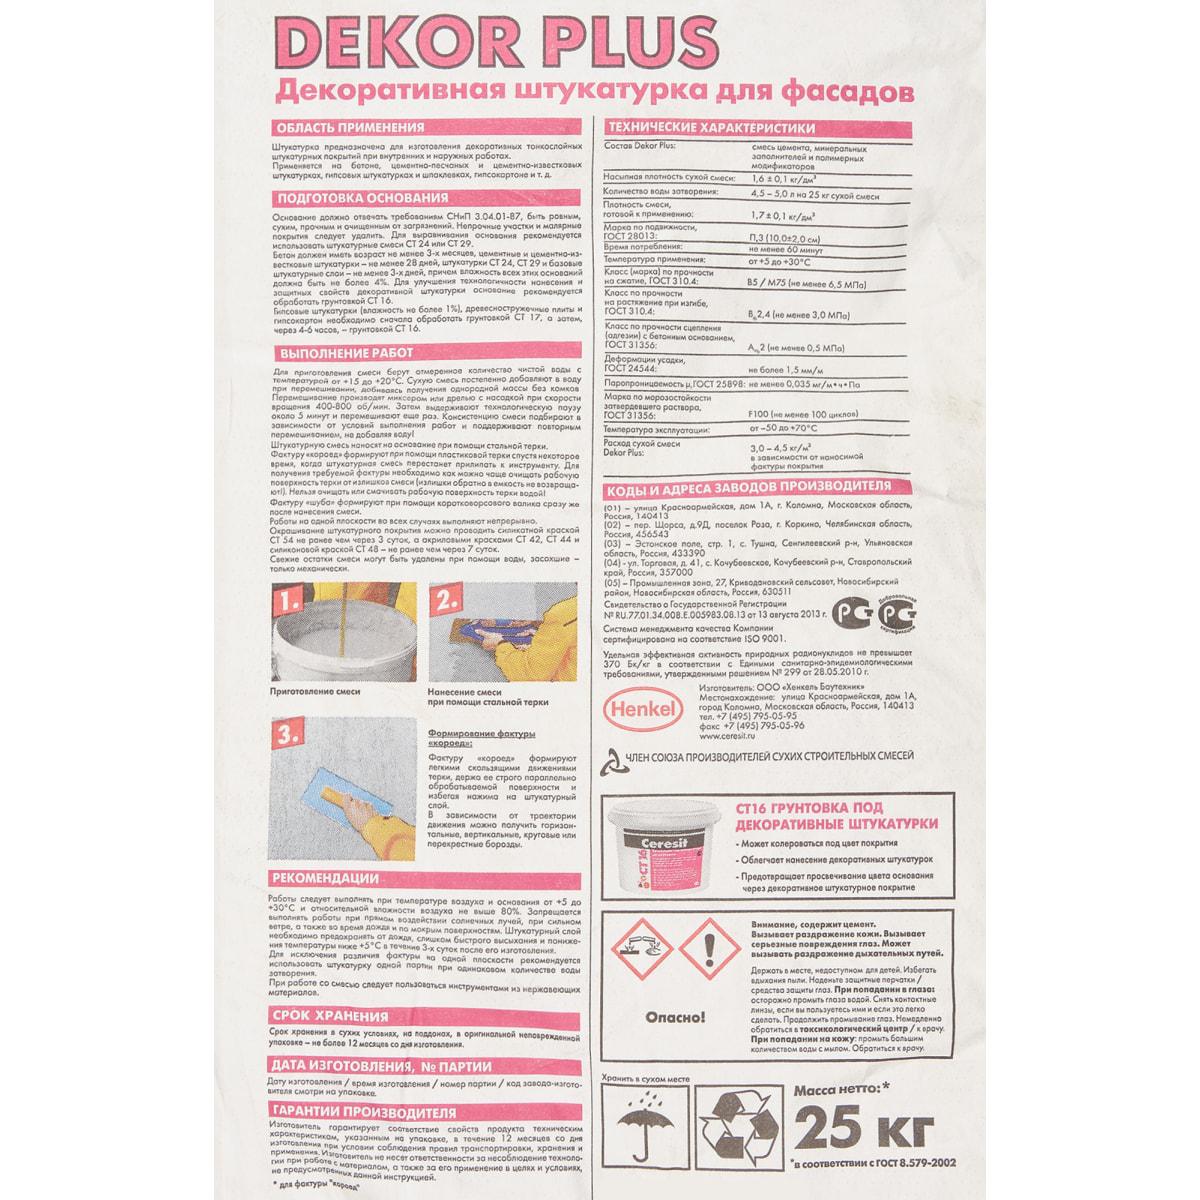 DEKOR PLUS
Декоративная штукатурка для фасадов
ОБЛАСТЬ ПРИМЕНЕНИЯ
Штукатурка предназначена для изготовления декоративных тонкослойных
штукатурных покрытий при внутренних и наружных работах.
Применяется на бетоне, цементно-песчаных и цементно-известковых
штукатурках, гипсовых штукатурках и шпаклевках, гипсокартоне и т. д.
ПОДГОТОВКА ОСНОВАНИЯ
Основание должно отвечать требованиям СНиП 3.04.01-87, быть ровным,
сухим, прочным и очищенным от загрязнений. Непрочные участки и малярные
покрытия следует удалить. Для выравнивания основания рекомендуется
использовать штукатурные смеси СТ 24 или СТ 29.
Бетон должен иметь возраст не менее 3-х месяцев, цементные и цементно-из-
вестковые штукатурки – не менее 28 дней, штукатурки СТ 24, СТ 29 и базовые
штукатурные слои – не менее 3-х дней, причем влажность всех этих оснований
должна быть не более 4%. Для улучшения технологичности нанесения и
защитных свойств декоративной штукатурки основание рекомендуется
обработать грунтовкой СТ 16.
Гипсовые штукатурки (влажность не более 1%), древесностружечные плиты и
гипсокартон необходимо сначала обработать грунтовкой СТ 17, а затем,
через 4-6 часов, – грунтовкой СТ 16.
ВЫПОЛНЕНИЕ РАБОТ
Для приготовления смеси берут отмеренное количество чистой воды с
температурой от +15 до +20°С. Сухую смесь постепенно добавляют в воду
при перемешивании, добиваясь получения однородной массы без комков.
Перемешивание производят миксером или дрелью с насадкой при скорости
вращения 400-800 об/мин. Затем выдерживают технологическую паузу
около 5 минут и перемешивают еще раз. Консистенцию смеси подбирают в
зависимости от условий выполнения работ и поддерживают повторным
перемешиванием, не добавляя воду!
Штукатурную смесь наносят на основание при помощи стальной терки.
Фактуру «короед» формируют при помощи пластиковой терки спустя некоторое
время, когда штукатурная смесь перестанет прилипать к инструменту. Для
получения требуемой фактуры необходимо как можно чаще очищать рабочую
поверхность терки от излишков смеси (излишки обратно в емкость не возвраща-
ют!). Нельзя очищать или смачивать рабочую поверхность терки водой!
Фактуру «шуба» формируют при помощи коротковорсового валика сразу же
после нанесения смеси.
Работы на одной плоскости во всех случаях выполняют непрерывно.
Окрашивание штукатурного покрытия можно проводить силикатной краской
СТ 54 не ранее чем через 3 суток, а акриловыми красками СТ 42, СТ 44 и
силиконовой краской СТ 48 – не ранее чем через 7 суток.
Свежие остатки смеси могут быть удалены при помощи воды, засохшие –
только механически.
1.
2.
Приготовление смеси
Нанесение смеси
при помощи стальной терки
3.
Формирование фактуры
«короед»:
Фактуру «короед» формируют
легкими скользящими движениями
терки, держа ее строго параллельно
обрабатываемой поверхности и
избегая нажима на штукатурный
слой.
В зависимости от траектории
движения можно получить горизон-
тальные, вертикальные, круговые или
перекрестные борозды.
РЕКОМЕНДАЦИИ
Работы следует выполнять при температуре воздуха и основания от +5 до
+30°С и относительной влажности воздуха не выше 80%. Запрещается
выполнять работы при прямом воздействии солнечных лучей, при сильном
ветре, а также во время дождя и по мокрым поверхностям. Штукатурный слой
необходимо предохранять от дождя, слишком быстрого высыхания и пониже-
ния температуры ниже +5°С в течение 3-х суток после его изготовления.
Для исключения различия фактуры на одной плоскости рекомендуется
использовать штукатурку одной партии при одинаковом количестве воды
затворения.
При работе со смесью следует пользоваться инструментами из нержавеющих
материалов.
СРОК ХРАНЕНИЯ
Срок хранения в сухих условиях, на поддонах, в оригинальной неповрежденной
упаковке – не более 12 месяцев со дня изготовления.
ДАТА ИЗГОТОВЛЕНИЯ, № ПАРТИИ
Дату изготовления / время изготовления / номер партии / код завода-изгото-
вителя смотри на упаковке.
ГАРАНТИИ ПРОИЗВОДИТЕЛЯ
Изготовитель гарантирует соответствие свойств продукта техническим
характеристикам, указанным на упаковке, в течение 12 месяцев со дня
изготовления при условии соблюдения правил транспортировки, хранения и
применения. Изготовитель не несет ответственности за несоблюдение техноло-
гии при работе с материалом, а также за его применение в целях и условиях,
не предусмотренных данной инструкцией.
* для фактуры "короед"
ТЕХНИЧЕСКИЕ ХАРАКТЕРИСТИКИ
Состав Dekor Plus: смесь цемента, минеральных
заполнителей и полимерных
модификаторов
Насыпная плотность сухой смеси: 1,6 ± 0,1 кг/дм³
Количество воды затворения: 4,5 – 5,0 л на 25 кг сухой смеси
Плотность смеси,
готовой к применению: 1,7 ± 0,1 кг/дм³
Марка по подвижности,
ГОСТ 28013: П,3 (10,0±2,0 см)
Время потребления: не менее 60 минут
Температура применения: от +5 до +30°С
Класс (марка) по прочности
на сжатие, ГОСТ 310.4: В5 / М75 (не менее 6,5 МПа)
Класс по прочности
на растяжение при изгибе,
ГОСТ 310.4: Btb2,4 (не менее 3,0 МПа)
Класс по прочности сцепления
(адгезии) с бетонным основанием,
ГОСТ 31356: Aab2 (не менее 0,5 МПа)
Деформации усадки,
ГОСТ 24544: не более 1,5 мм/м
Паропроницаемость μ, ГОСТ 25898: не менее 0,035 мг/м•ч•Па
Марка по морозостойкости
затвердевшего раствора,
ГОСТ 31356: F100 (не менее 100 циклов)
Температура эксплуатации: от –50 до +70°С
Расход сухой смеси
Dekor Plus: 3,0 – 4,5 кг/м²
в зависимости от наносимой
фактуры покрытия
КОДЫ И АДРЕСА ЗАВОДОВ ПРОИЗВОДИТЕЛЯ
(01) – улица Красноармейская, дом 1А, г. Коломна, Московская область,
Россия, 140413
(02) – пер. Щорса, д.9Д, поселок Роза, г. Коркино, Челябинская область,
Россия, 456543
(03) – Эстонское поле, стр. 1, с. Тушна, Сенгилеевский р-н, Ульяновская
область, Россия, 433390
(04) - ул. Торговая, д. 41, с. Кочубеевское, Кочубеевский р-н, Ставропольский
край, Россия, 357000
(05) – Промышленная зона, 27, Криводановский сельсовет, Новосибирский
район, Новосибирская область, Россия, 630511
Свидетельство о Государственной Регистрации
№ RU.77.01.34.008.Е.005983.08.13 от 13 августа 2013 г.
Система менеджмента качества Компании
сертифицирована на соответствие ISO 9001.
Добровольная
сертификация
Удельная эффективная активность природных радионуклидов не превышает
370 Бк/кг в соответствии с Едиными санитарно-эпидемиологическими
требованиями, утвержденными решением № 299 от 28.05.2010 г.
Henkel
Изготовитель: ООО «Хенкель Баутехник»
Местонахождение: улица Красноармейская, дом 1А,
город Коломна, Московская область, Россия, 140413
тел. +7 (495) 795-05-95
факс +7 (495) 795-05-96
www.ceresit.ru
ЧЛЕН СОЮЗА ПРОИЗВОДИТЕЛЕЙ СУХИХ СТРОИТЕЛЬНЫХ СМЕСЕЙ
Ceresit
CT 16
СТ16 ГРУНТОВКА ПОД
ДЕКОРАТИВНЫЕ ШТУКАТУРКИ
- Может колероваться под цвет покрытия
- Облегчает нанесение декоративных штукатурок
- Предотвращает просвечивание цвета основания
через декоративное штукатурное покрытие
Опасно!
Внимание, содержит цемент.
Вызывает раздражение кожи. Вызывает
серьезные повреждения глаз. Может
вызывать раздражение дыхательных путей.
Держать в месте, недоступном для детей. Избегать
вдыхания пыли. Наденьте защитные перчатки /
средства защиты глаз. При попадании в глаза:
осторожно промыть глаза водой. Снять контактные
линзы, если вы пользуетесь ими и если это легко
сделать. Продолжить промывание глаз. Немедленно
обратиться в токсикологический центр / к врачу.
При попадании на кожу: промыть большим
количеством воды с мылом. Обратиться к врачу.
Хранить в сухом месте
Масса нетто:*
25 кг
*в соответствии с ГОСТ 8.579-2002